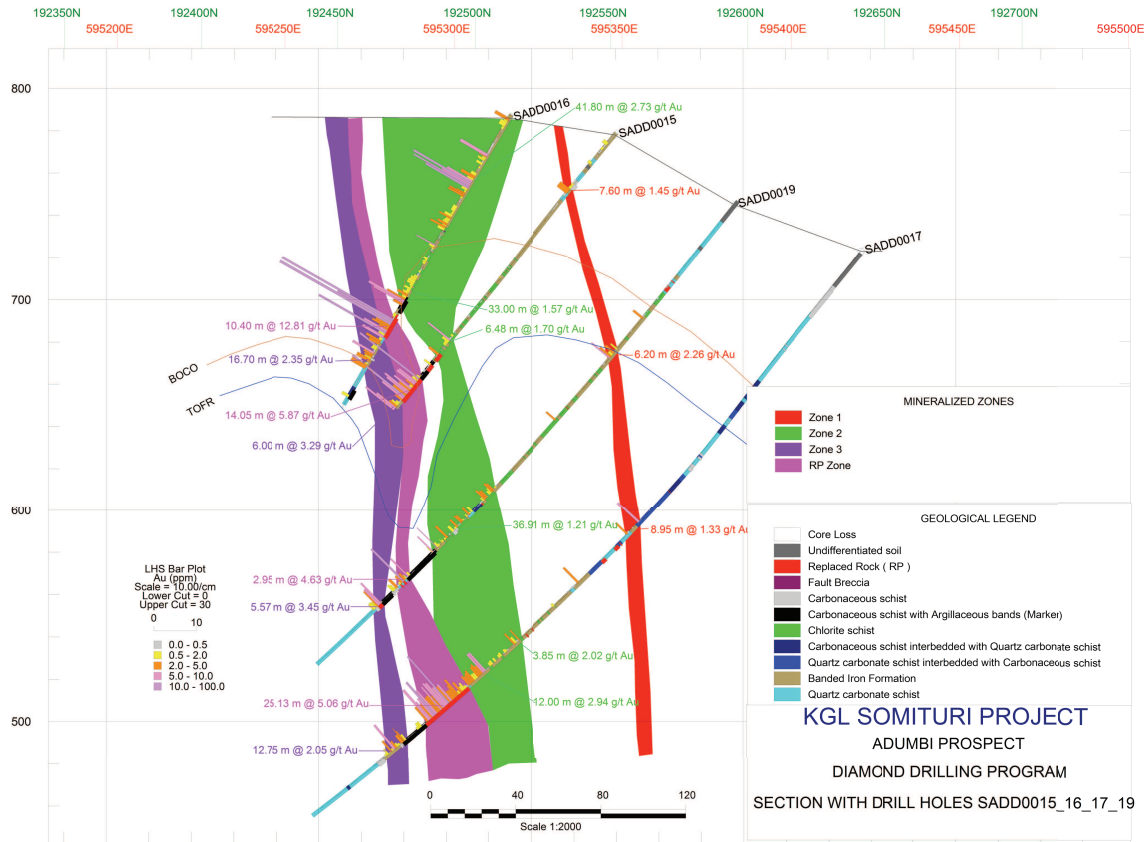 192350N 192400N 192450N 192500N 192550N 192600N 192650N 192700N
595200E 595250E 595300E 595350E 595400E 595450E 595500E
800
SADD0016
41.80 m @ 2.73 g/t Au
SADD0015
7.60 m @ 1.45 g/t Au
SADD0019
SADD0017
700
33.00 m @ 1.57 g/t Au
10.40 m @ 12.81 g/t Au
6.48 m @ 1.70 g/t Au
6.20 m @ 2.26 g/t Au
16.70 m @ 2.35 g/t Au
BOCO
TOFR
14.05 m @ 5.87 g/t Au
6.00 m @ 3.29 g/t Au
600
36.91 m @ 1.21 g/t Au
8.95 m @ 1.33 g/t Au
2.95 m @ 4.63 g/t Au
5.57 m @ 3.45 g/t Au
3.85 m @ 2.02 g/t Au
25.13 m @ 5.06 g/t Au
12.00 m @ 2.94 g/t Au
500
12.75 m @ 2.05 g/t Au
LHS Bar Plot
Au (ppm)
Scale = 10.00/cm
Lower Cut = 0
Upper Cut = 30
0 10
0.0 - 0.5
0.5 - 2.0
2.0 - 5.0
5.0 - 10.0
10.0 - 100.0
0 40 80 120
Scale 1:2000
MINERALIZED ZONES
Zone 1
Zone 2
Zone 3
RP Zone
GEOLOGICAL LEGEND
Core Loss
Undifferentiated soil
Replaced Rock ( RP )
Fault Breccia
Carbonaceous schist
Carbonaceous schist with Argillaceous bands (Marker)
Chlorite schist
Carbonaceous schist interbedded with Quartz carbonate schist
Quartz carbonate schist interbedded with Carbonaceous schist
Banded Iron Formation
Quartz carbonate schist
KGL SOMITURI PROJECT
ADUMBI PROSPECT
DIAMOND DRILLING PROGRAM
SECTION WITH DRILL HOLES SADD0015_16_17_19